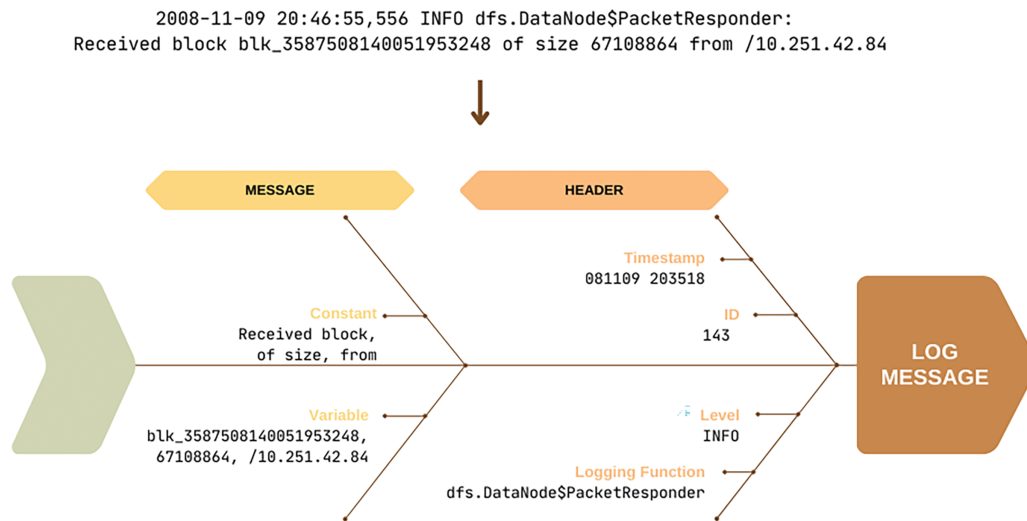 2008-11-09 20:46:55,556 INFO dfs.DataNode$PacketResponder:
Received block blk_3587508140051953248 of size 67108864 from /10.251.42.84
MESSAGE
HEADER
Timestamp
081109 203518
ID
143
Constant
Received block,
of size, from
LOG
MESSAGE
Variable
blk_3587508140051953248,
67108864, /10.251.42.84
Level
INFO
Logging Function
dfs.DataNode$PacketResponder